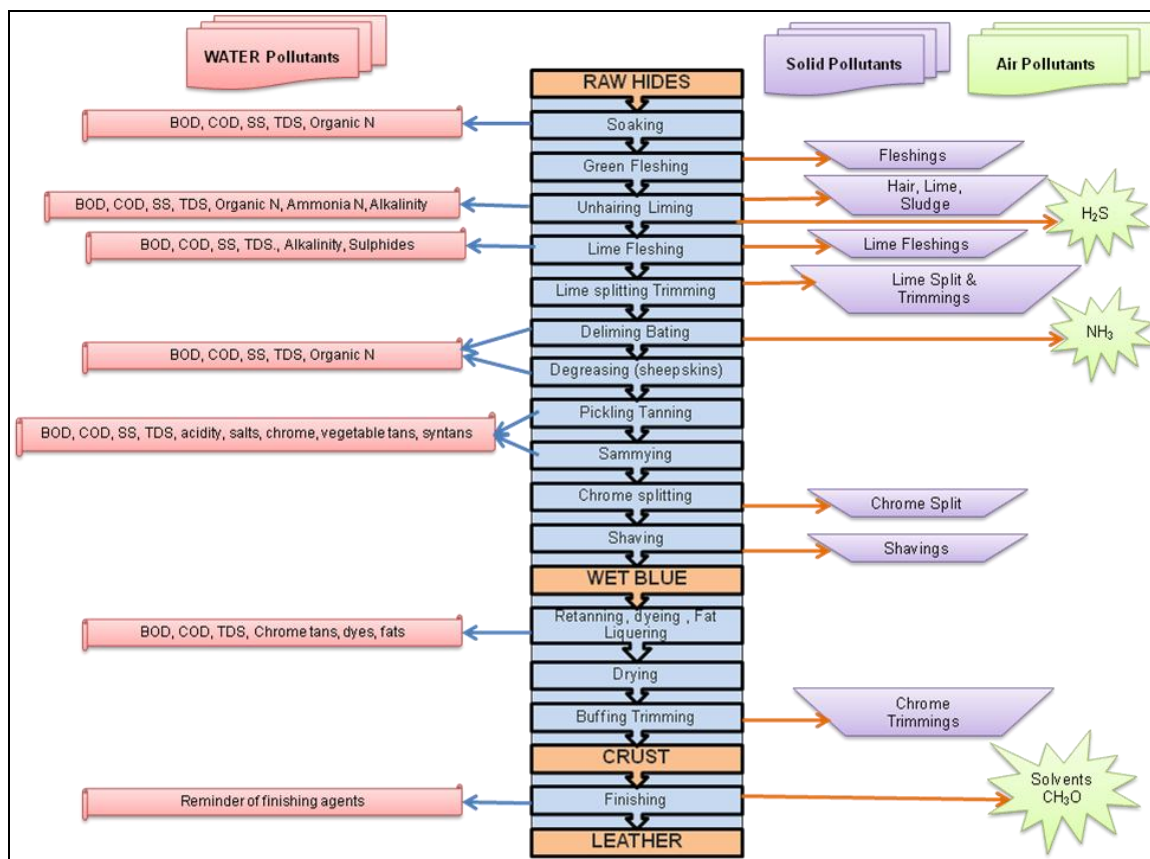 WATER Pollutants
Solid Pollutants
Air Pollutants
RAW HIDES
BOD, COD, SS, TDS, Organic N
Soaking
Green Fleshing
Fleshings
BOD, COD, SS, TDS, Organic N, Ammonia N, Alkalinity
Unhairing Liming
Hair, Lime,
Sludge
H₂S
BOD, COD, SS, TDS., Alkalinity, Sulphides
Lime Fleshing
Lime Fleshings
Lime splitting Trimming
Lime Split &
Trimmings
Deliming Bating
NH₃
BOD, COD, SS, TDS, Organic N
Degreasing (sheepskins)
Pickling Tanning
BOD, COD, SS, TDS, acidity, salts, chrome, vegetable tans, syntans
Sammying
Chrome splitting
Chrome Split
Shaving
Shavings
WET BLUE
BOD, COD, TDS, Chrome tans, dyes, fats
Retanning, dyeing , Fat
Liquering
Drying
Buffing Trimming
Chrome
Trimmings
CRUST
Reminder of finishing agents
Finishing
Solvents
CH₃O
LEATHER